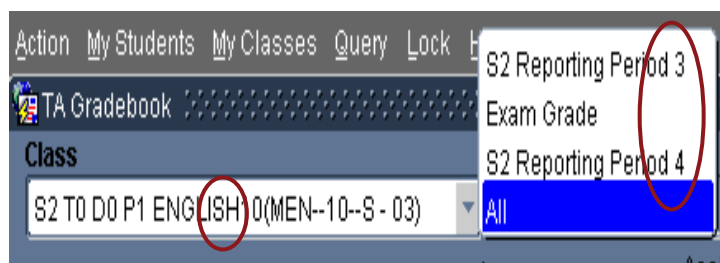 Action My Students My Classes Query Lock
TA Gradebook
Class
S2 T0 D0 P1 ENGLISH10(MEN--10--S - 03)
S2 Reporting Period 3
Exam Grade
S2 Reporting Period 4
All